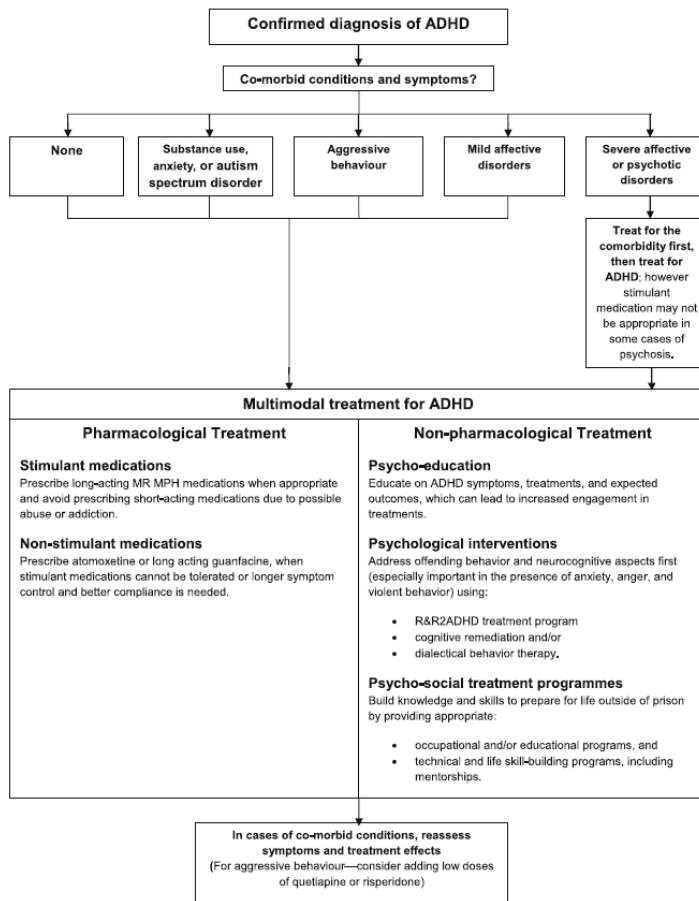 Confirmed diagnosis of ADHD
Co-morbid conditions and symptoms?
None
Substance use,
anxiety, or autism
spectrum disorder
Aggressive
behaviour
Mild affective
disorders
Severe affective
or psychotic
disorders
Treat for the
comorbidity first,
then treat for
ADHD; however
stimulant
medication may not
be appropriate in
some cases of
psychosis.
Multimodal treatment for ADHD
Pharmacological Treatment
Stimulant medications
Prescribe long-acting MR MPH medications when appropriate
and avoid prescribing short-acting medications due to possible
abuse or addiction.
Non-stimulant medications
Prescribe atomoxetine or long acting guanfacine, when
stimulant medications cannot be tolerated or longer symptom
control and better compliance is needed.
Non-pharmacological Treatment
Psycho-education
Educate on ADHD symptoms, treatments, and expected
outcomes, which can lead to increased engagement in
treatments.
Psychological interventions
Address offending behavior and neurocognitive aspects first
(especially important in the presence of anxiety, anger, and
violent behavior) using:
• R&R2ADHD treatment program
• cognitive remediation and/or
• dialectical behavior therapy.
Psycho-social treatment programmes
Build knowledge and skills to prepare for life outside of prison
by providing appropriate:
• occupational and/or educational programs, and
• technical and life skill-building programs, including
mentorships.
In cases of co-morbid conditions, reassess
symptoms and treatment effects
(For aggressive behaviour—consider adding low doses
of quetiapine or risperidone)